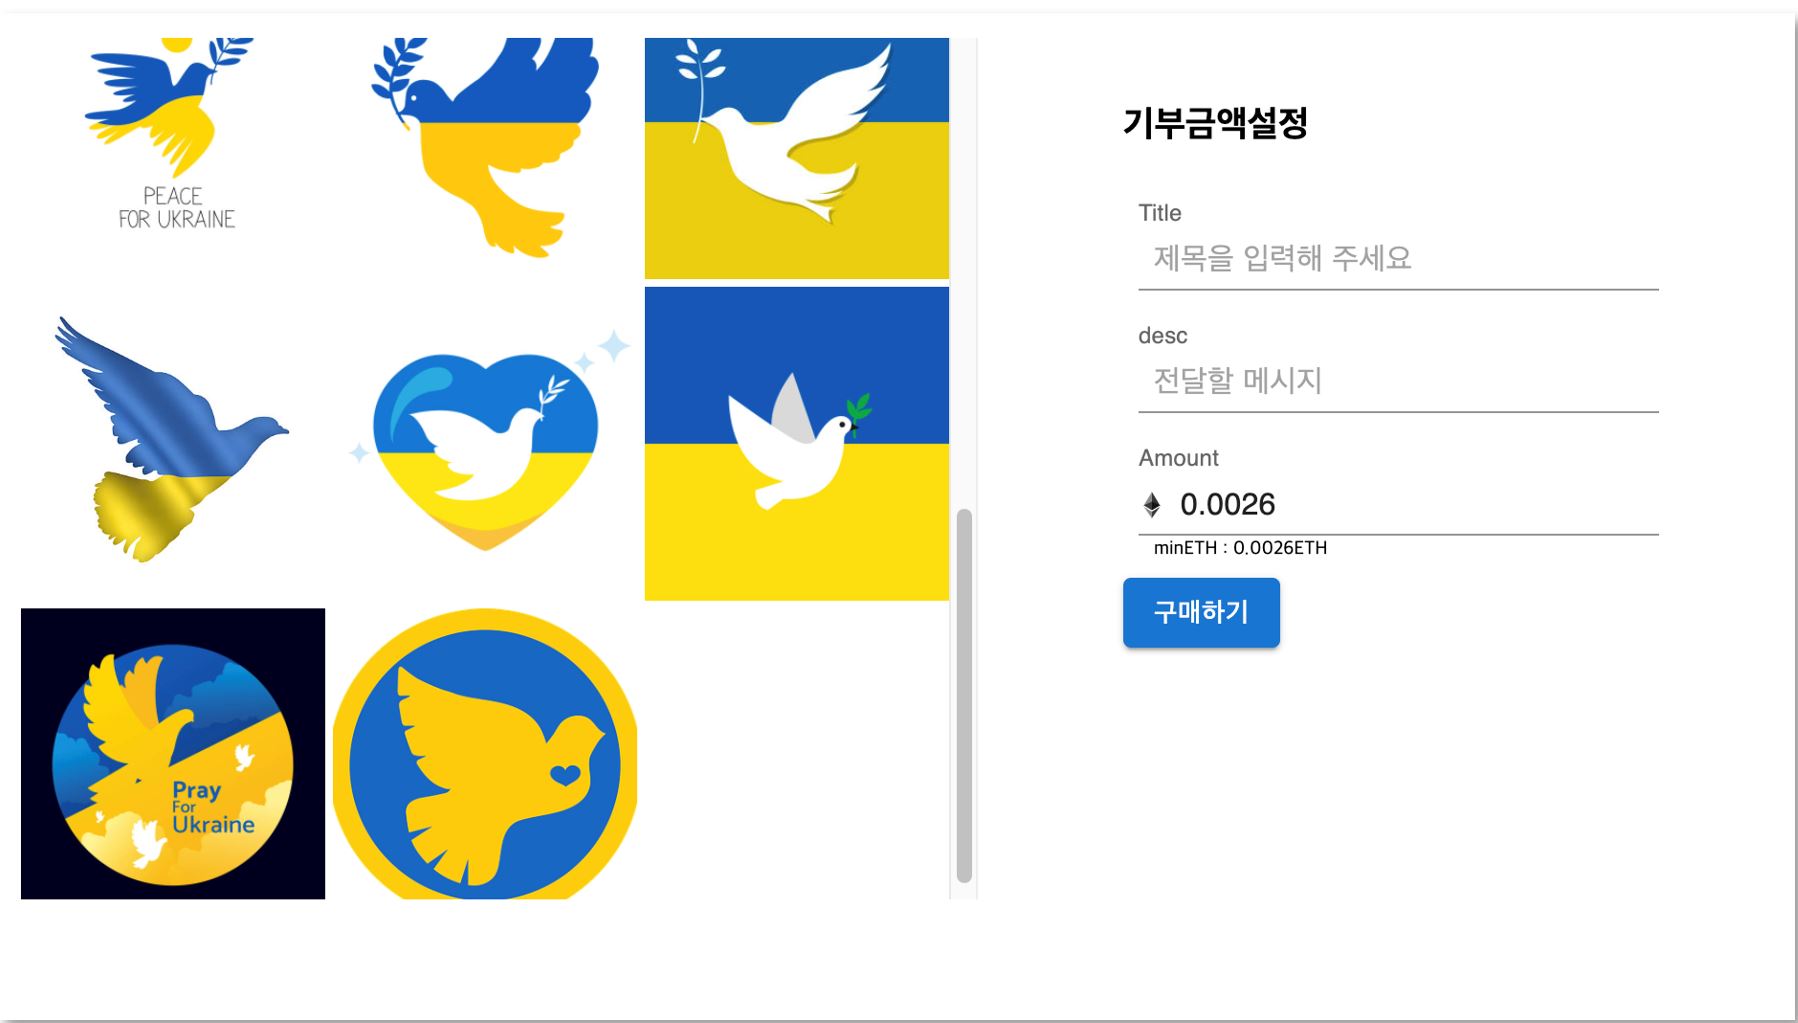 PEACE
FOR UKRAINE
Pray
For
Ukraine
기부금액설정
Title
제목을 입력해 주세요
desc
전달할 메시지
Amount
0.0026
minETH : 0.0026ETH
구매하기